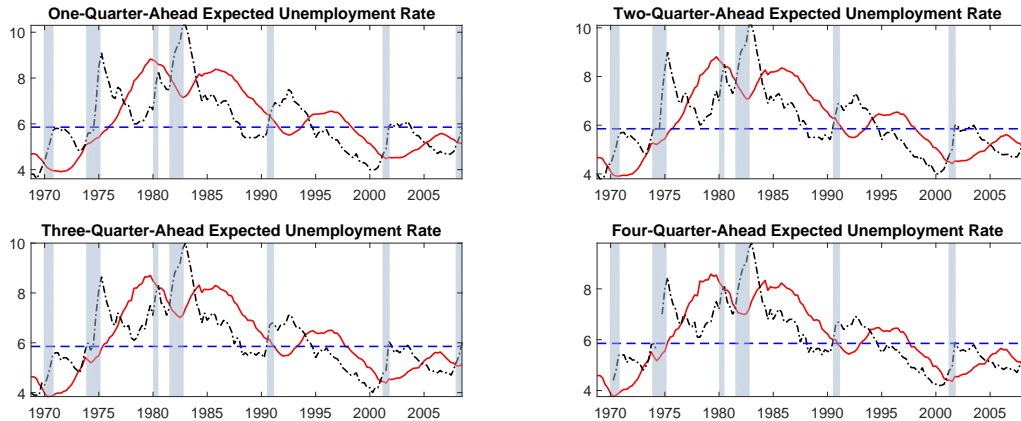 One-Quarter-Ahead Expected Unemployment Rate
10
8
6
4
1970 1975 1980 1985 1990 1995 2000 2005
Two-Quarter-Ahead Expected Unemployment Rate
10
8
6
4
1970 1975 1980 1985 1990 1995 2000 2005
Three-Quarter-Ahead Expected Unemployment Rate
10
8
6
4
1970 1975 1980 1985 1990 1995 2000 2005
Four-Quarter-Ahead Expected Unemployment Rate
8
6
4
1970 1975 1980 1985 1990 1995 2000 2005